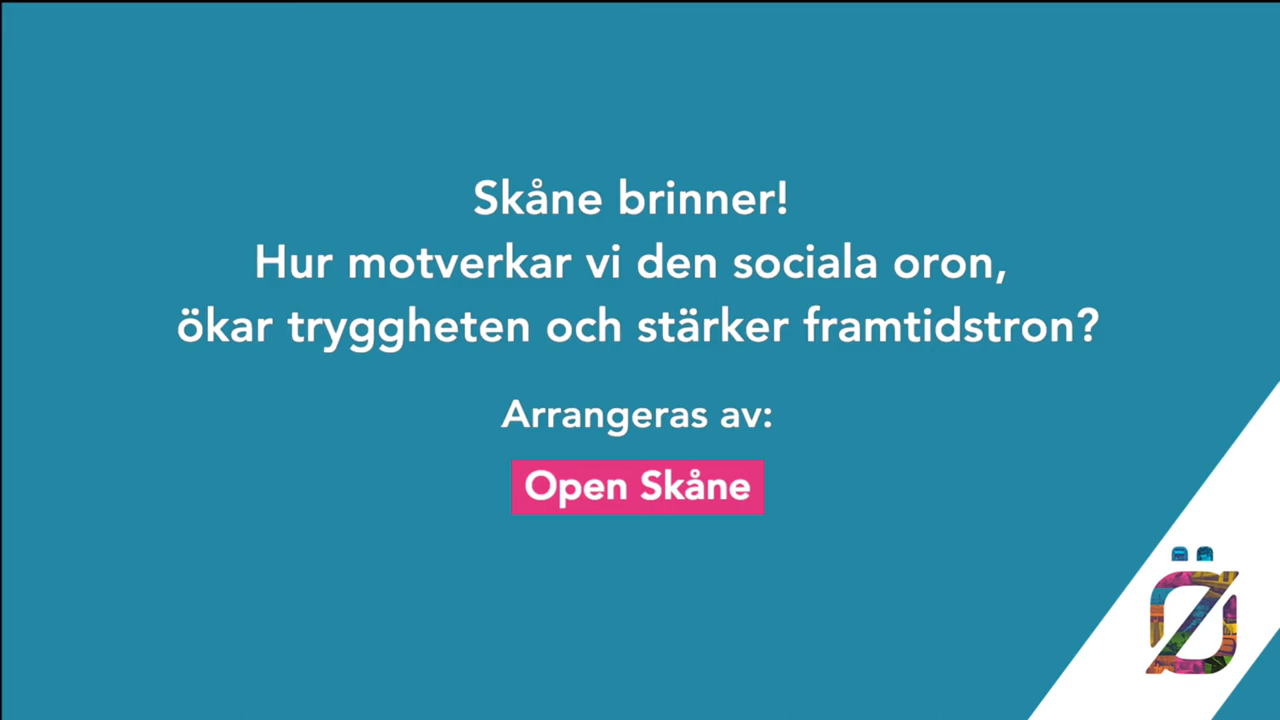 Skåne brinner!
Hur motverkar vi den sociala oron,
ökar tryggheten och stärker framtidstron?
Arrangeras av:
Open Skåne